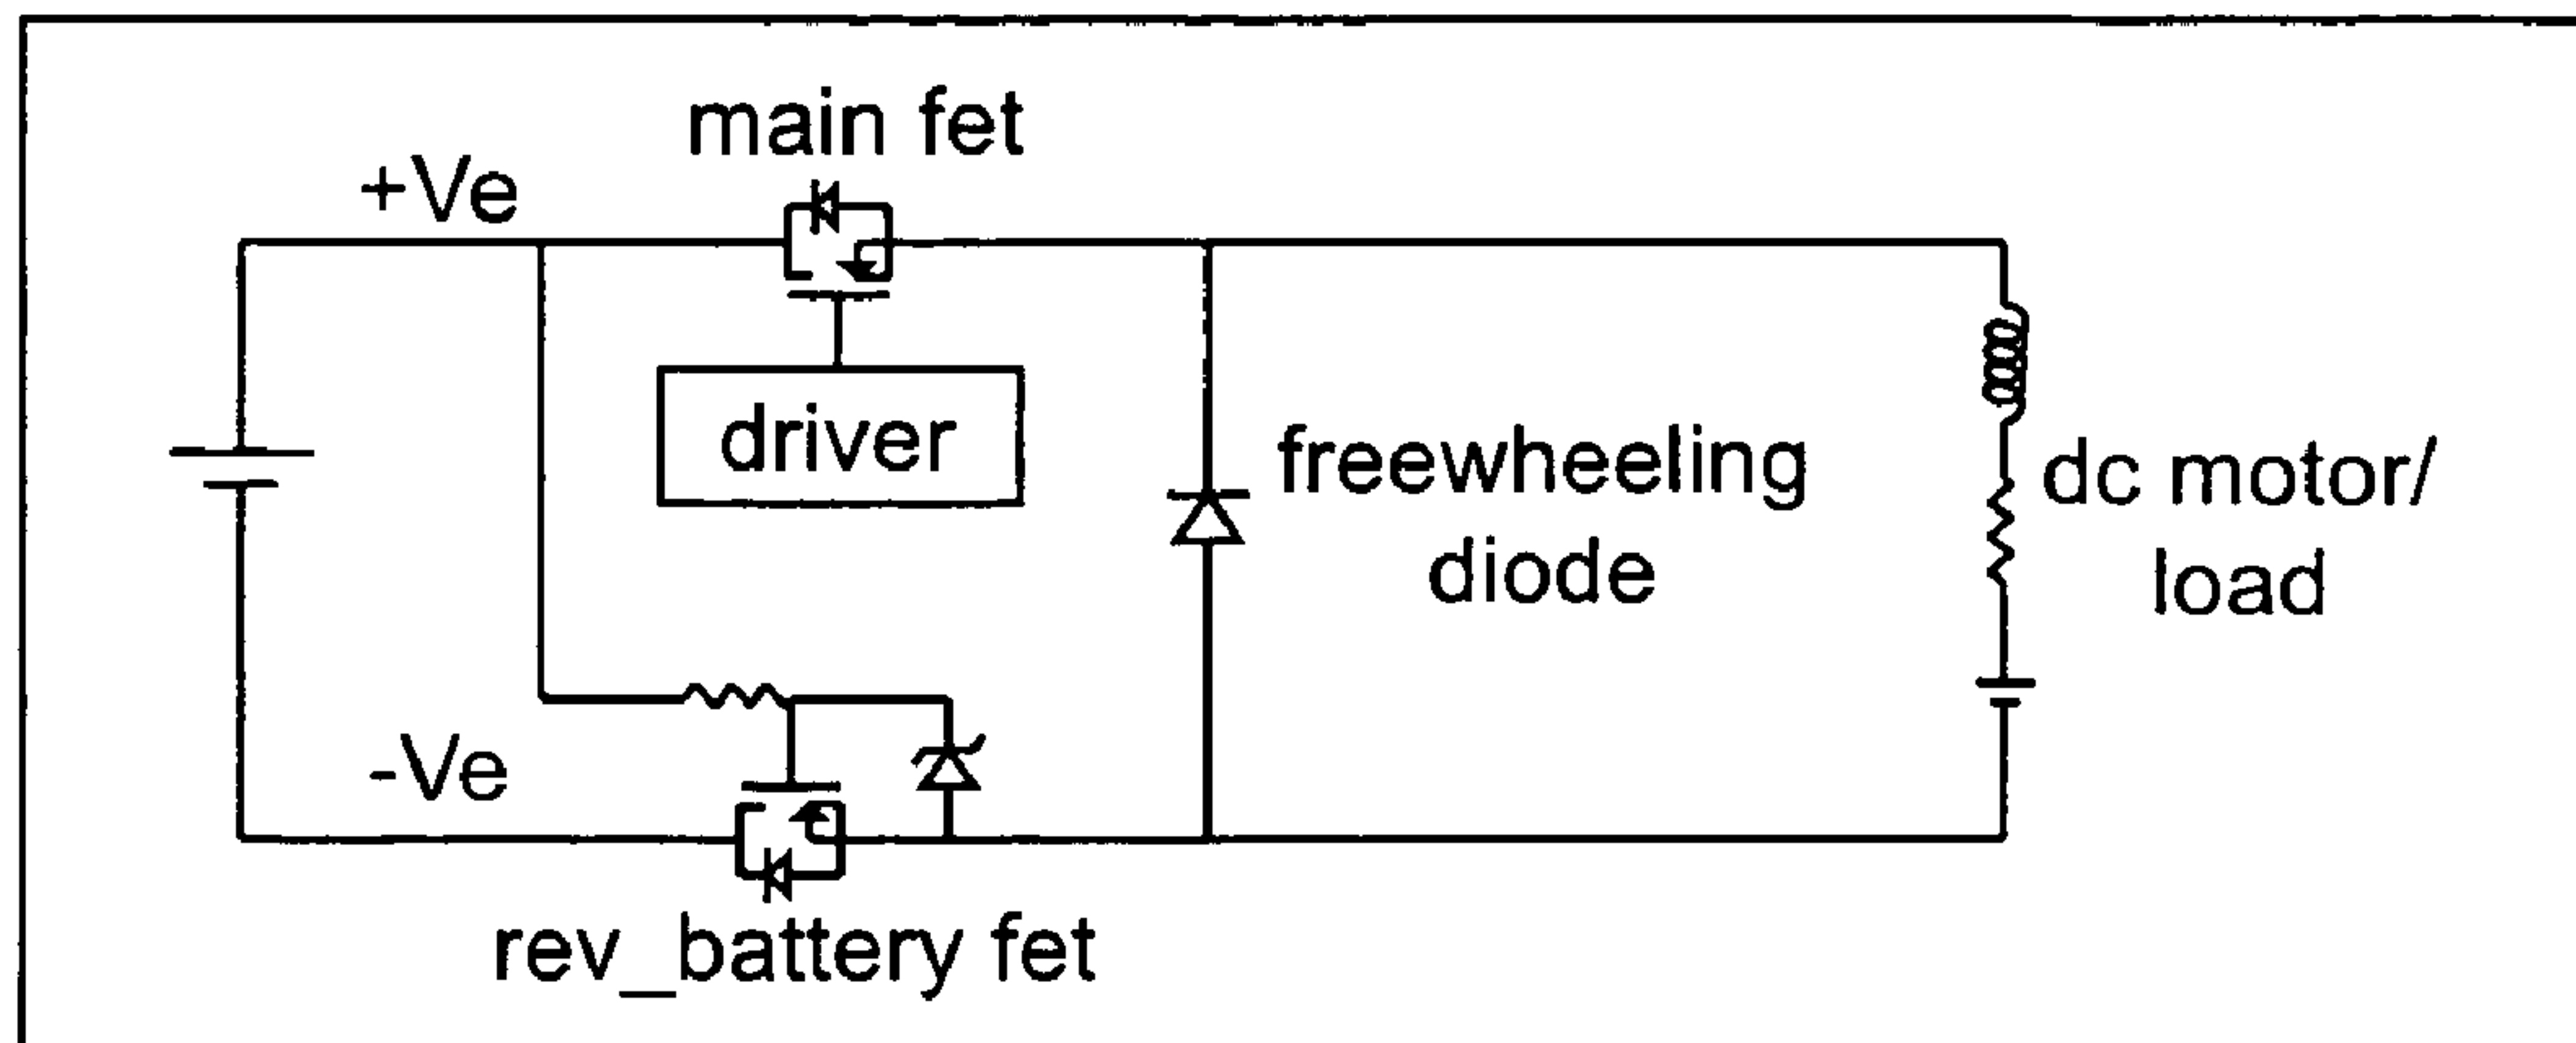 main fet
+Ve
driver
freewheeling
diode
dc motor/
load
-Ve
rev_battery fet